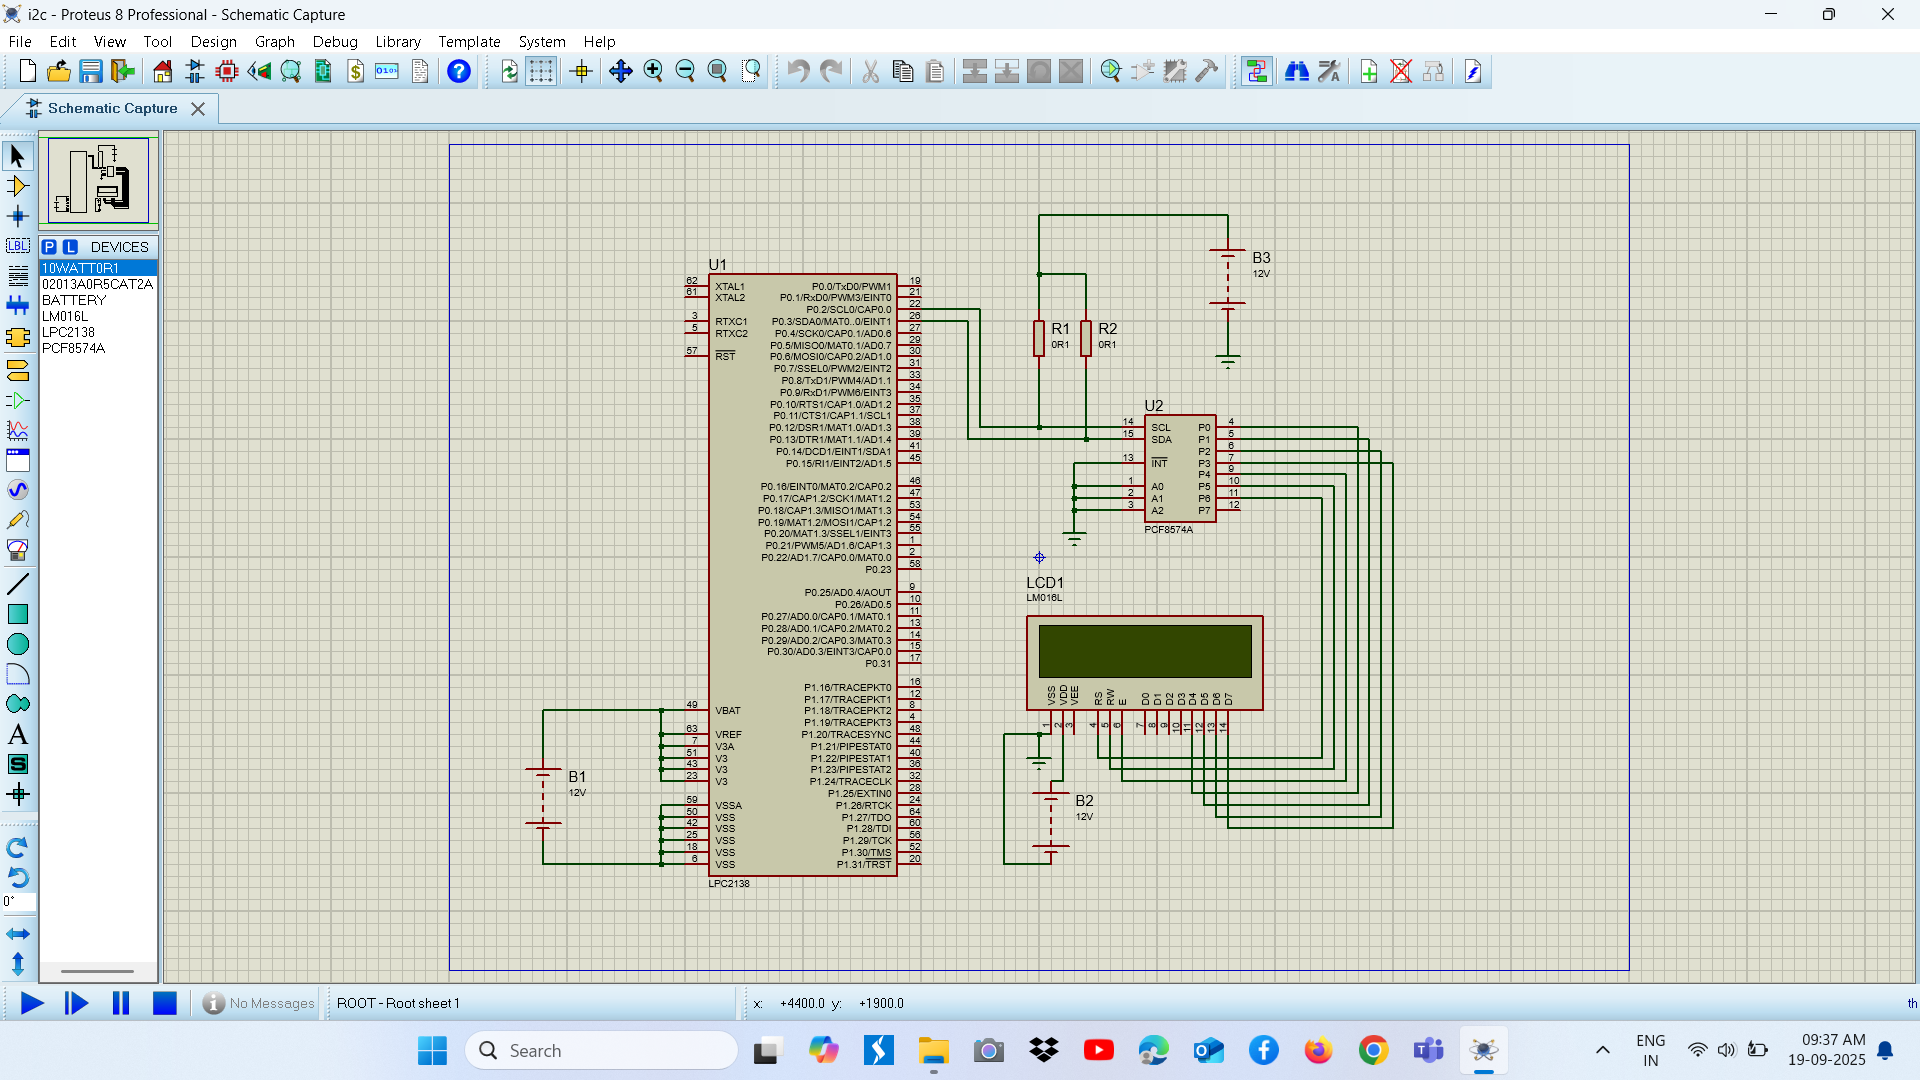 i2c - Proteus 8 Professional - Schematic Capture
File Edit View Tool Design Graph Debug Library Template System Help
Schematic Capture
P L DEVICES
10WATT0R1
02013A0R5CAT2A
BATTERY
LM016L
LPC2138
PCF8574A
LBL
A
S
0°
U1
62 XTAL1
61 XTAL2
3 RTXC1
5 RTXC2
57 RST
49 VBAT
63 VREF
7 V3A
51 V3
43 V3
23 V3
59 VSSA
50 VSS
42 VSS
25 VSS
18 VSS
6 VSS
P0.0/TxD0/PWM1 19
P0.1/RxD0/PWM3/EINT0 21
P0.2/SCL0/CAP0.0 22
P0.3/SDA0/MAT0..0/EINT1 26
P0.4/SCK0/CAP0.1/AD0.6 27
P0.5/MISO0/MAT0.1/AD0.7 29
P0.6/MOSI0/CAP0.2/AD1.0 30
P0.7/SSEL0/PWM2/EINT2 31
P0.8/TxD1/PWM4/AD1.1 33
P0.9/RxD1/PWM6/EINT3 34
P0.10/RTS1/CAP1.0/AD1.2 35
P0.11/CTS1/CAP1.1/SCL1 37
P0.12/DSR1/MAT1.0/AD1.3 38
P0.13/DTR1/MAT1.1/AD1.4 39
P0.14/DCD1/EINT1/SDA1 41
P0.15/RI1/EINT2/AD1.5 45
P0.16/EINT0/MAT0.2/CAP0.2 46
P0.17/CAP1.2/SCK1/MAT1.2 47
P0.18/CAP1.3/MISO1/MAT1.3 53
P0.19/MAT1.2/MOSI1/CAP1.2 54
P0.20/MAT1.3/SSEL1/EINT3 55
P0.21/PWM5/AD1.6/CAP1.3 1
P0.22/AD1.7/CAP0.0/MAT0.0 2
P0.23 58
P0.25/AD0.4/AOUT 9
P0.26/AD0.5 10
P0.27/AD0.0/CAP0.1/MAT0.1 11
P0.28/AD0.1/CAP0.2/MAT0.2 13
P0.29/AD0.2/CAP0.3/MAT0.3 14
P0.30/AD0.3/EINT3/CAP0.0 15
P0.31 17
P1.16/TRACEPKT0 16
P1.17/TRACEPKT1 12
P1.18/TRACEPKT2 8
P1.19/TRACEPKT3 4
P1.20/TRACESYNC 48
P1.21/PIPESTAT0 44
P1.22/PIPESTAT1 40
P1.23/PIPESTAT2 36
P1.24/TRACECLK 32
P1.25/EXTIN0 28
P1.26/RTCK 24
P1.27/TDO 64
P1.28/TDI 60
P1.29/TCK 56
P1.30/TMS 52
P1.31/TRST 20
LPC2138
B1
12V
R1
0R1
R2
0R1
B3
12V
U2
14 SCL P0 4
15 SDA P1 5
P2 6
13 INT P3 7
P4 9
1 A0 P5 10
2 A1 P6 11
3 A2 P7 12
PCF8574A
LCD1
LM016L
VSS VDD VEE RS RW E D0 D1 D2 D3 D4 D5 D6 D7
1 2 3 4 5 6 7 8 9 10 11 12 13 14
B2
12V
No Messages
ROOT - Root sheet 1
x: +4400.0 y: +1900.0
th
Search
ENG
IN
09:37 AM
19-09-2025